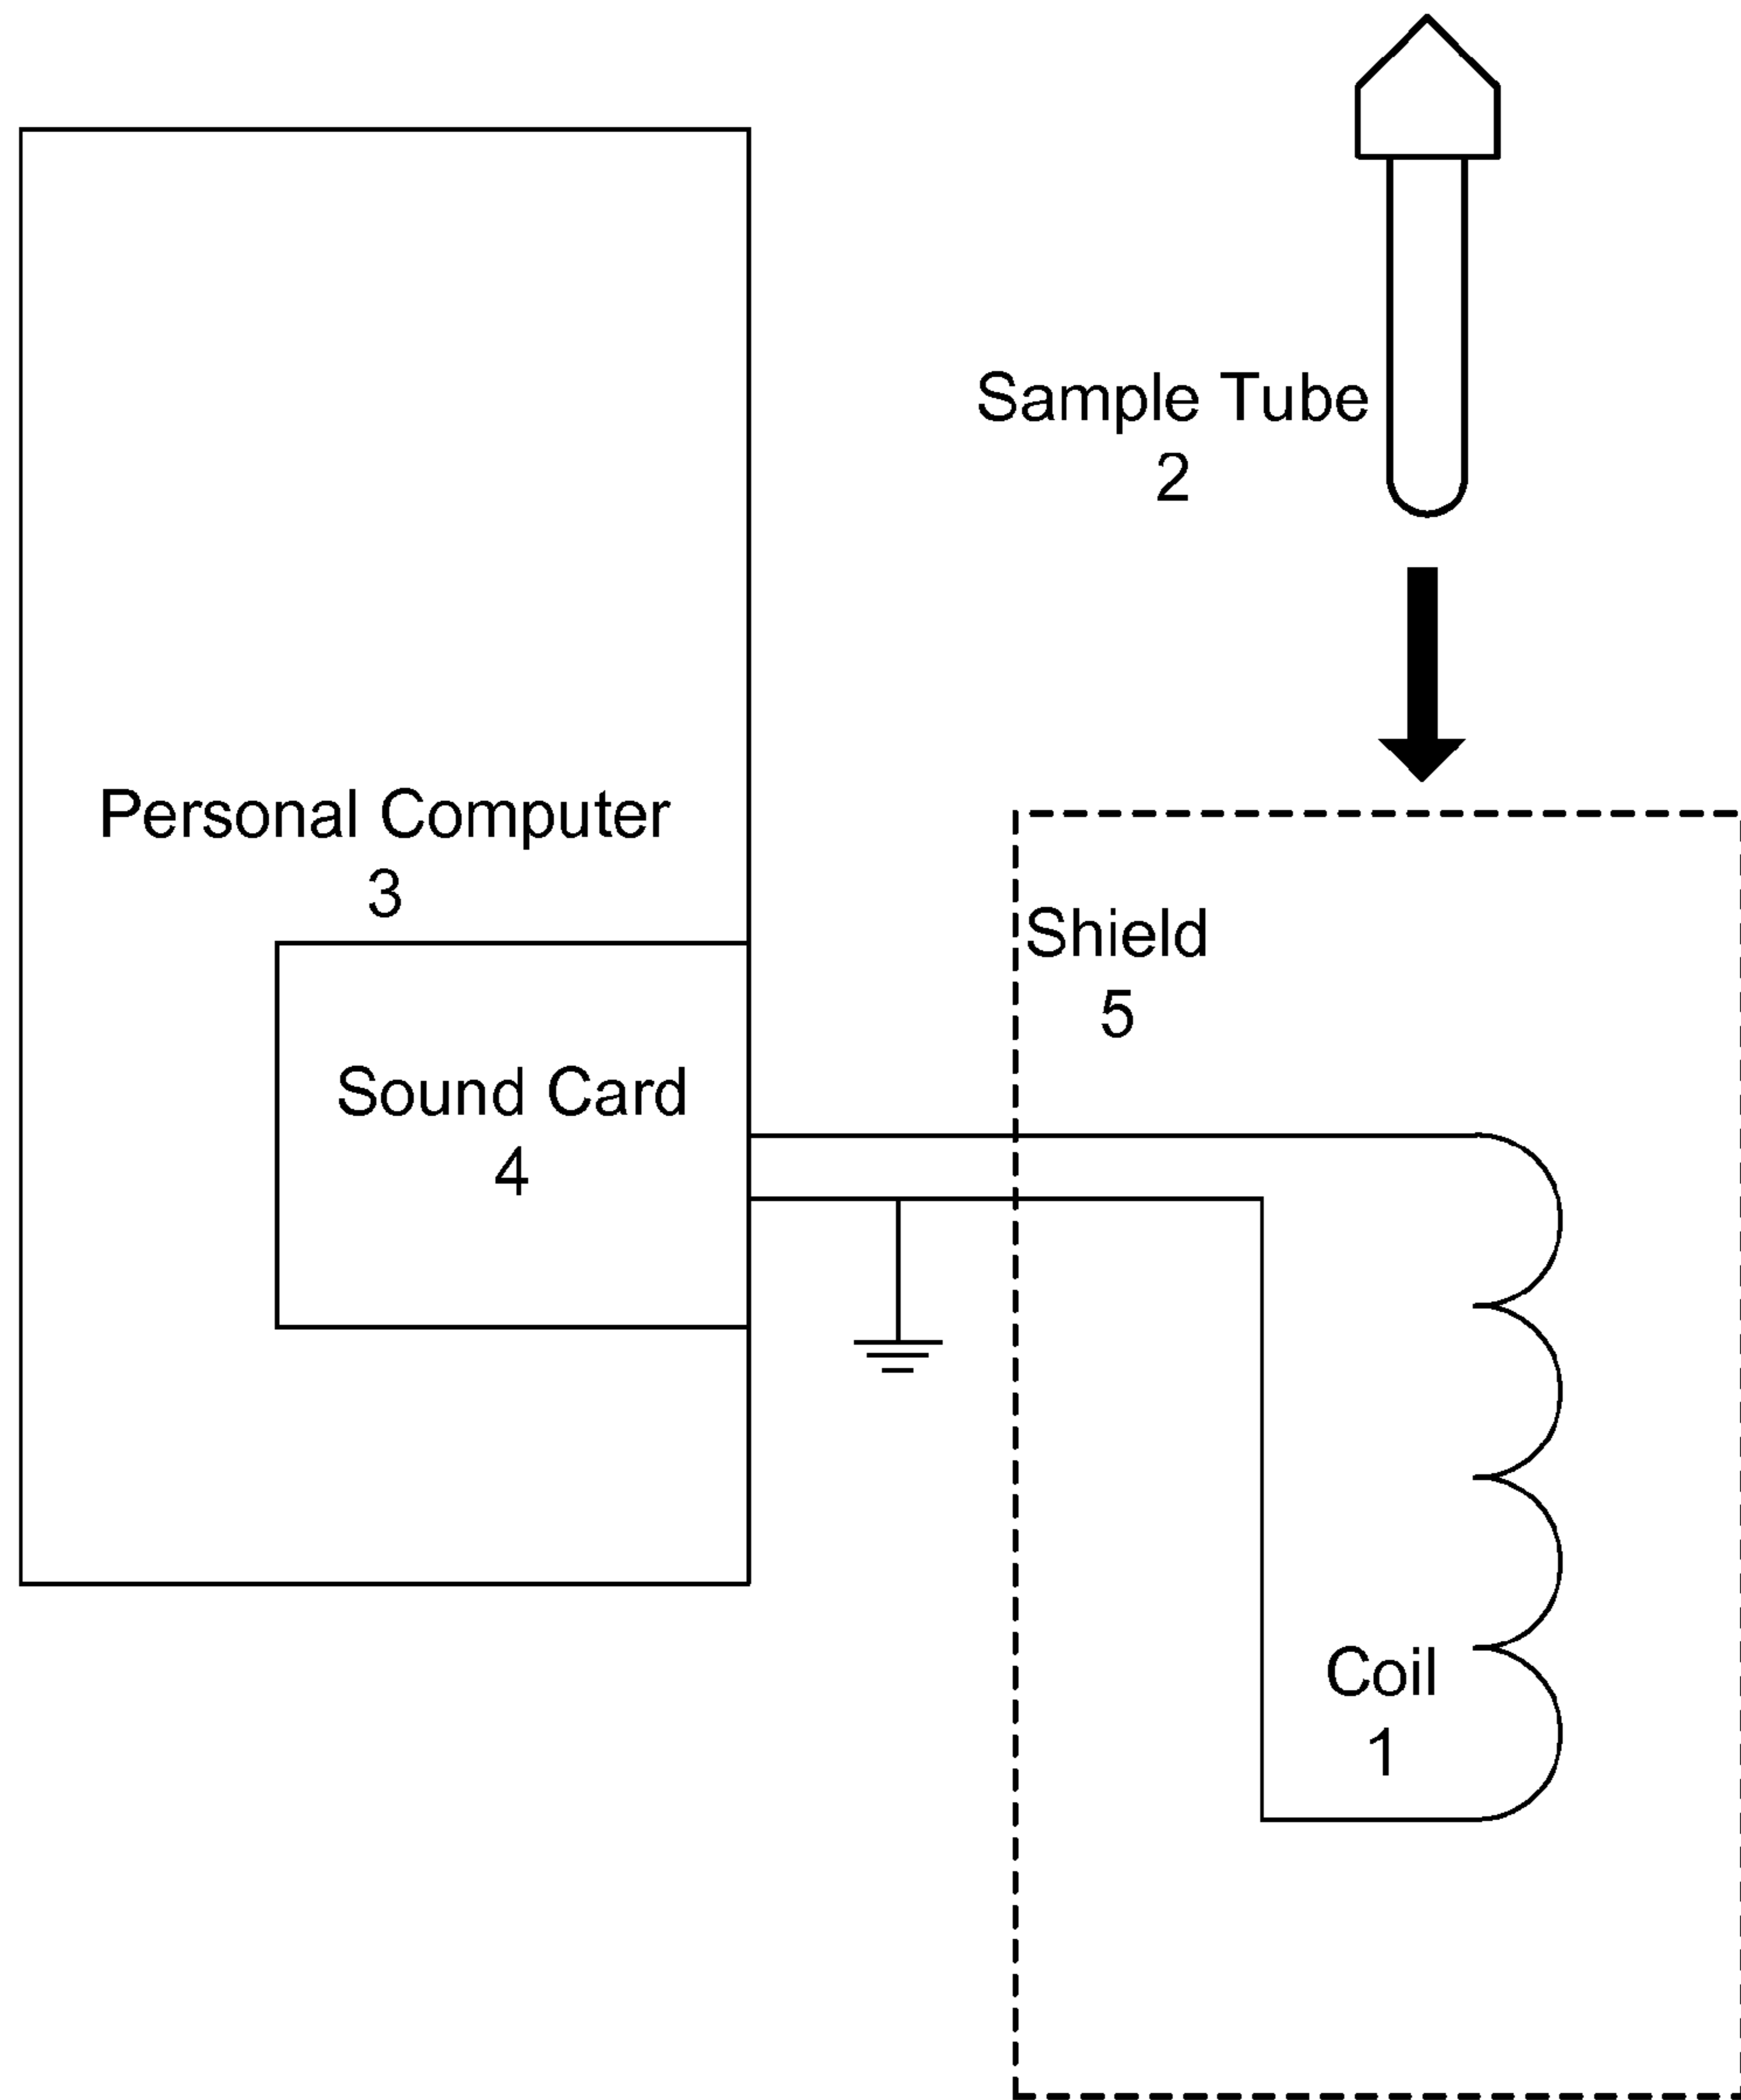 Sample Tube
2
Personal Computer
3
Shield
5
Sound Card
4
Coil
1